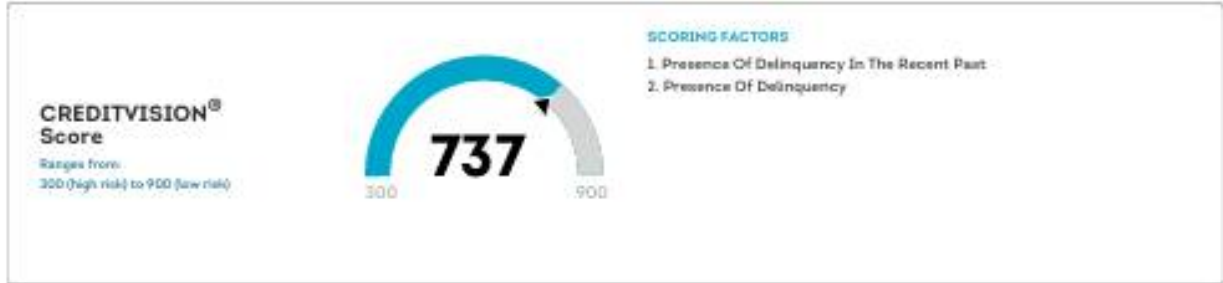 CREDITVISION®
Score
Ranges from:
300 (high risk) to 900 (low risk)
737
300
900
SCORING FACTORS
1. Presence Of Delinquency In The Recent Past
2. Presence Of Delinquency